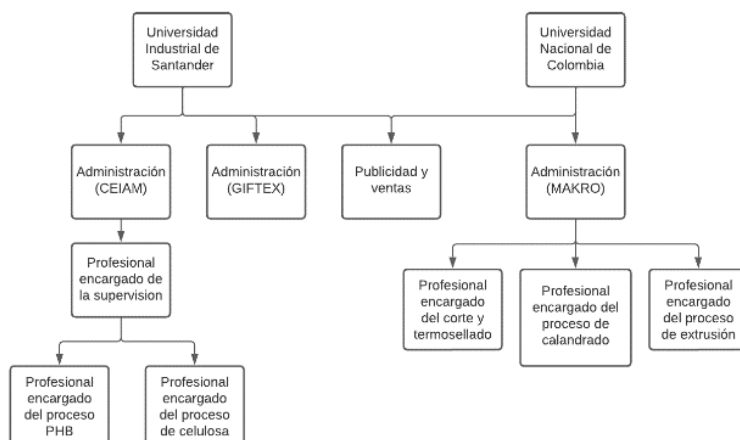 Universidad
Industrial de
Santander
Universidad
Nacional de
Colombia
Administración
(CEIAM)
Administración
(GIFTEX)
Publicidad y
ventas
Administración
(MAKRO)
Profesional
encargado de
la supervision
Profesional
encargado
del corte y
termosellado
Profesional
encargado del
proceso de
calandrado
Profesional
encargado
del proceso
de extrusión
Profesional
encargado
del proceso
PHB
Profesional
encargado
del proceso
de celulosa